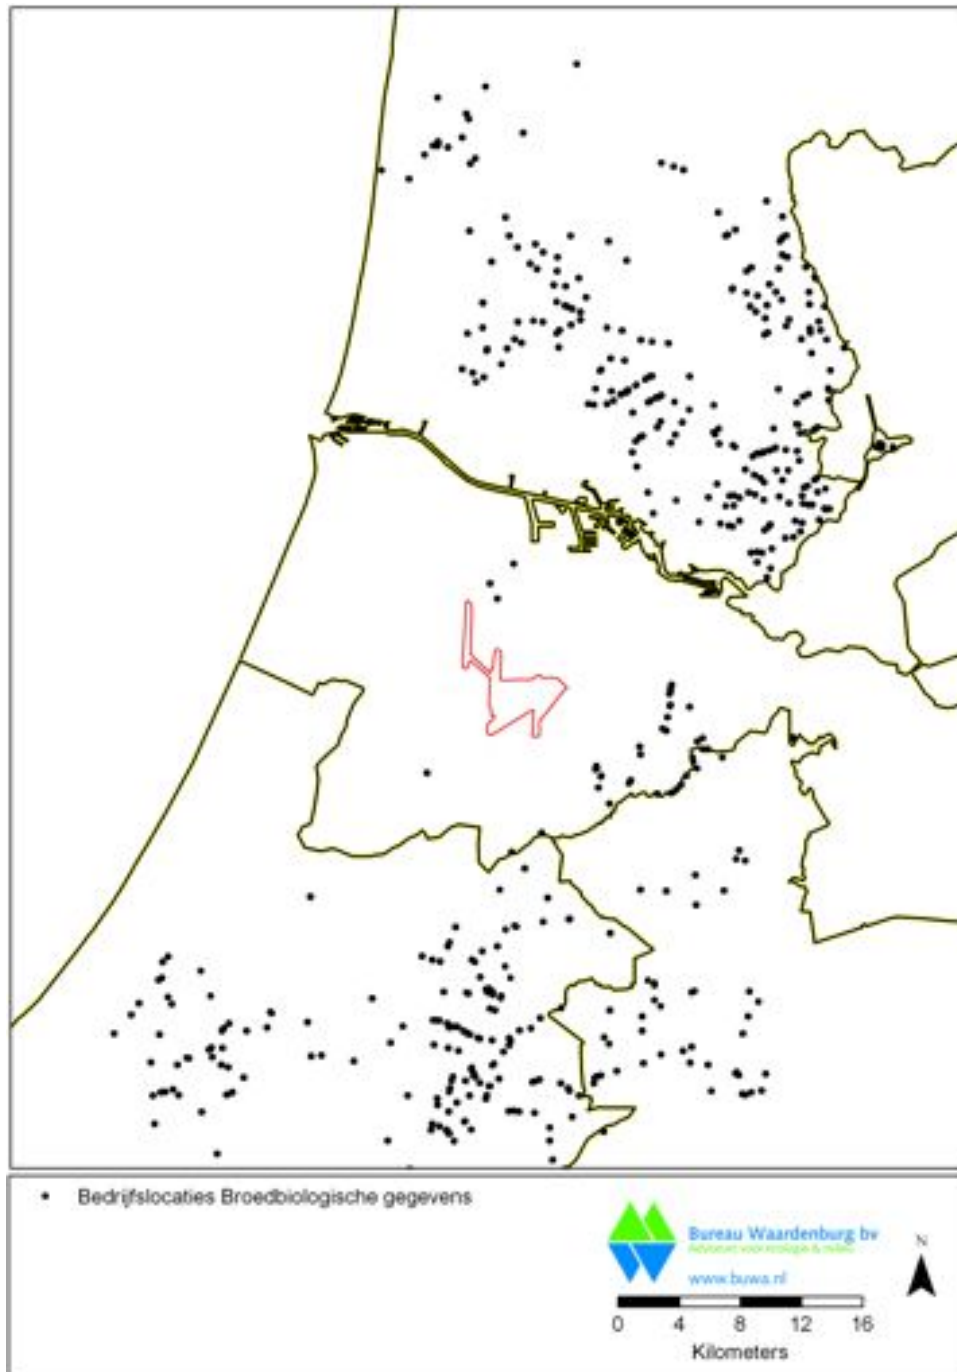 Bedrijfslocaties Broedbiologische gegevens
Bureau Waardenburg bv
Adviseurs voor ecologie & milieu
www.buwa.nl
N
0 4 8 12 16
Kilometers